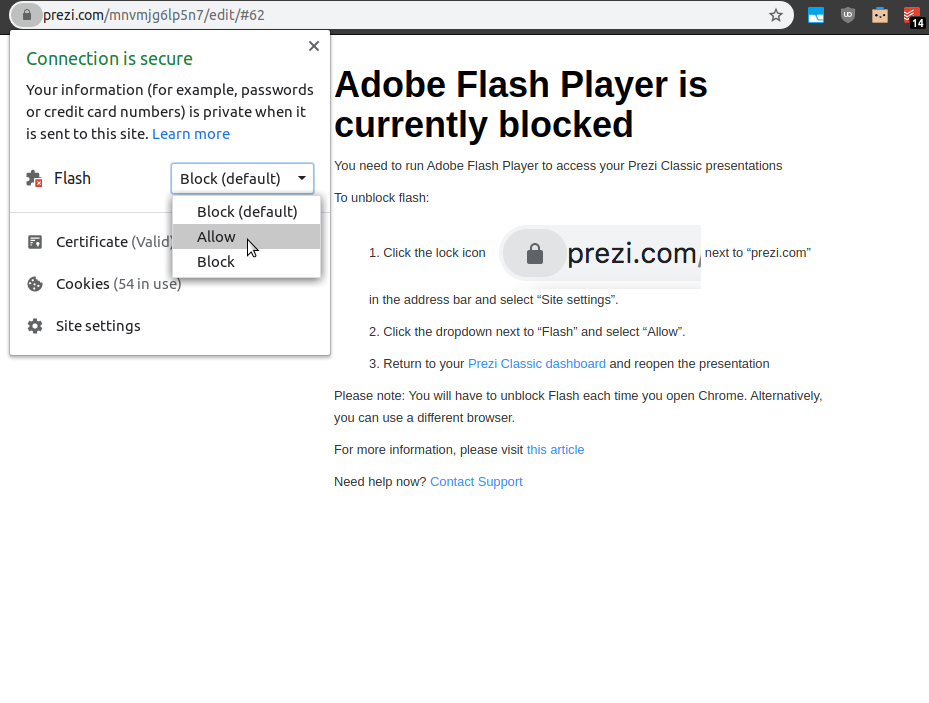 prezi.com/mnvmjg6lp5n7/edit/#62
UD
14
Connection is secure
Your information (for example, passwords
or credit card numbers) is private when it
is sent to this site. Learn more
Flash
Block (default)
Block (default)
Allow
Block
Certificate (Valid)
Cookies (54 in use)
Site settings
Adobe Flash Player is
currently blocked
You need to run Adobe Flash Player to access your Prezi Classic presentations
To unblock flash:
1. Click the lock icon prezi.com/ next to “prezi.com”
in the address bar and select “Site settings”.
2. Click the dropdown next to “Flash” and select “Allow”.
3. Return to your Prezi Classic dashboard and reopen the presentation
Please note: You will have to unblock Flash each time you open Chrome. Alternatively,
you can use a different browser.
For more information, please visit this article
Need help now? Contact Support